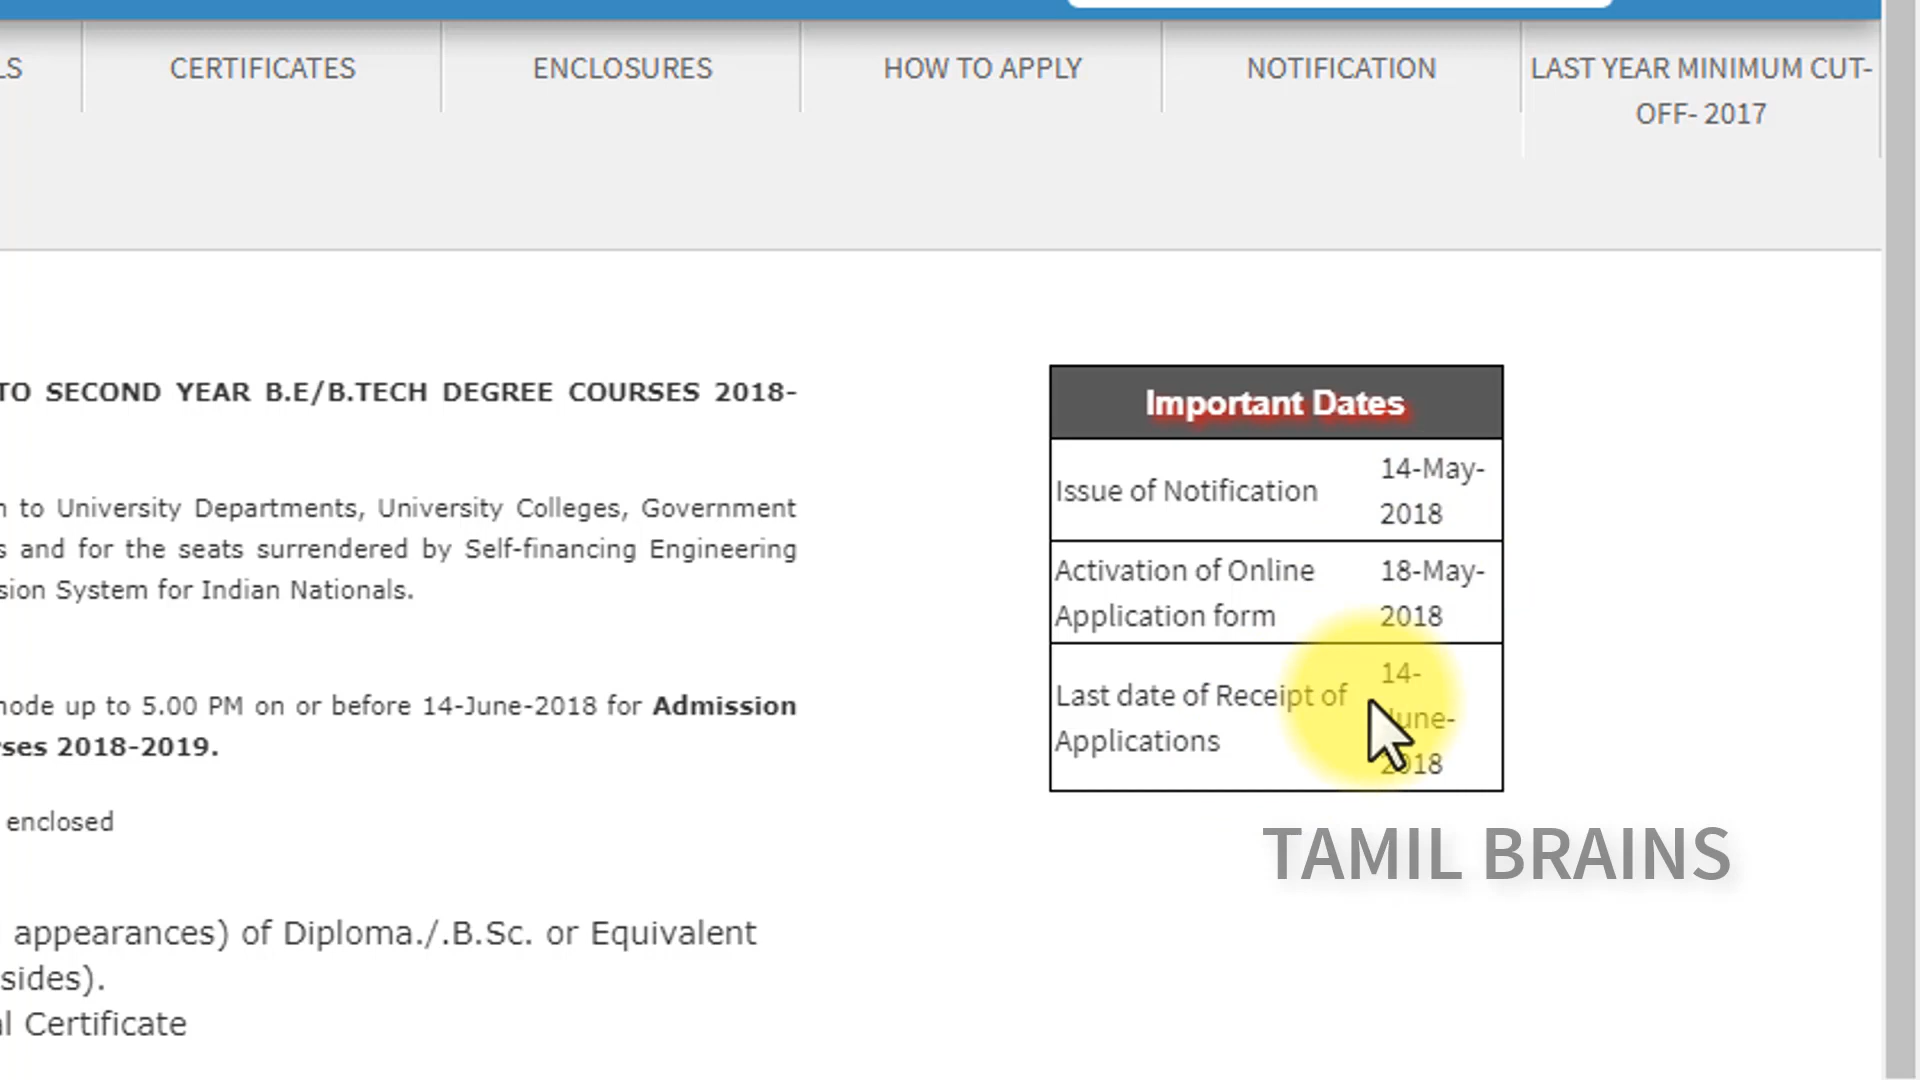 LS
CERTIFICATES
ENCLOSURES
HOW TO APPLY
NOTIFICATION
LAST YEAR MINIMUM CUT-
OFF- 2017
TO SECOND YEAR B.E/B.TECH DEGREE COURSES 2018-
n to University Departments, University Colleges, Government
s and for the seats surrendered by Self-financing Engineering
sion System for Indian Nationals.
node up to 5.00 PM on or before 14-June-2018 for Admission
rses 2018-2019.
enclosed
appearances) of Diploma./.B.Sc. or Equivalent
sides).
al Certificate
Important Dates
Issue of Notification
14-May-
2018
Activation of Online
Application form
18-May-
2018
Last date of Receipt of
Applications
14-
June-
2018
TAMIL BRAINS